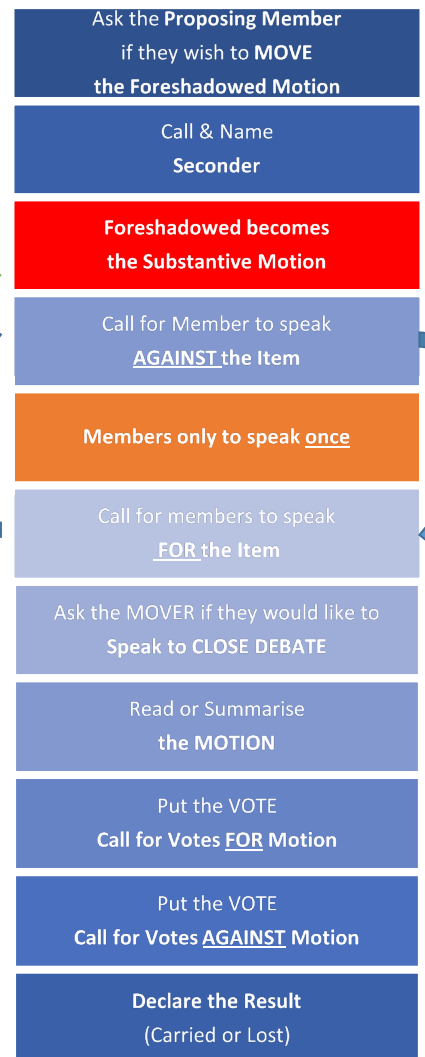 Ask the Proposing Member
if they wish to MOVE
the Foreshadowed Motion
Call & Name
Seconder
Foreshadowed becomes
the Substantive Motion
Call for Member to speak
AGAINST the Item
Members only to speak once
Call for members to speak
FOR the Item
Ask the MOVER if they would like to
Speak to CLOSE DEBATE
Read or Summarise
the MOTION
Put the VOTE
Call for Votes FOR Motion
Put the VOTE
Call for Votes AGAINST Motion
Declare the Result
(Carried or Lost)